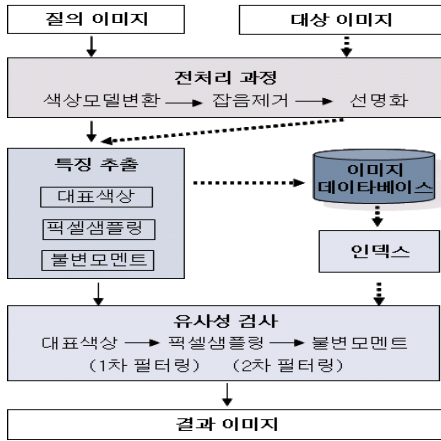 질의 이미지
대상 이미지
전처리 과정
색상모델변환 잡음제거 선명화
특징 추출
대표색상
픽셀샘플링
불변모멘트
이미지
데이타베이스
인덱스
유사성 검사
대표색상 픽셀샘플링 불변모멘트
(1차 필터링) (2차 필터링)
결과 이미지